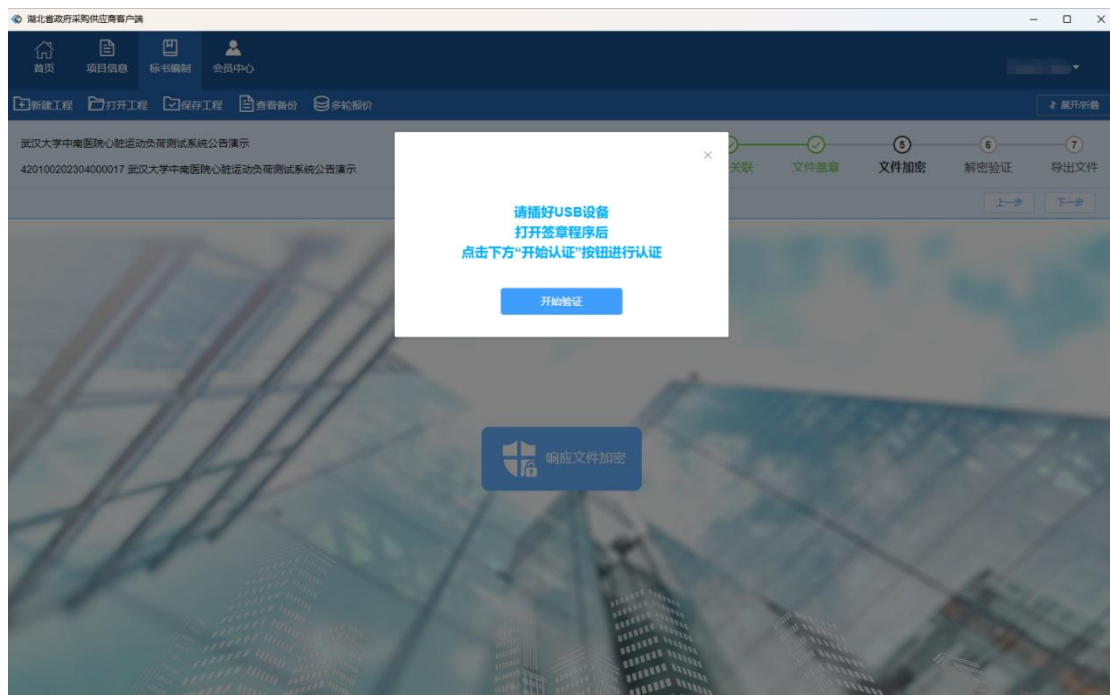 湖北省政府采购供应商客户端
首页 项目信息 标书编制 会员中心
新建工程 打开工程 保存工程 查看备份 多轮报价 展开/折叠
武汉大学中南医院心脏运动负荷测试系统公告演示
420100202304000017 武汉大学中南医院心脏运动负荷测试系统公告演示
关联 文件盖章 5 文件加密 6 解密验证 7 导出文件
上一步 下一步
请插好USB设备
打开签章程序后
点击下方“开始认证”按钮进行认证
开始验证
响应文件加密